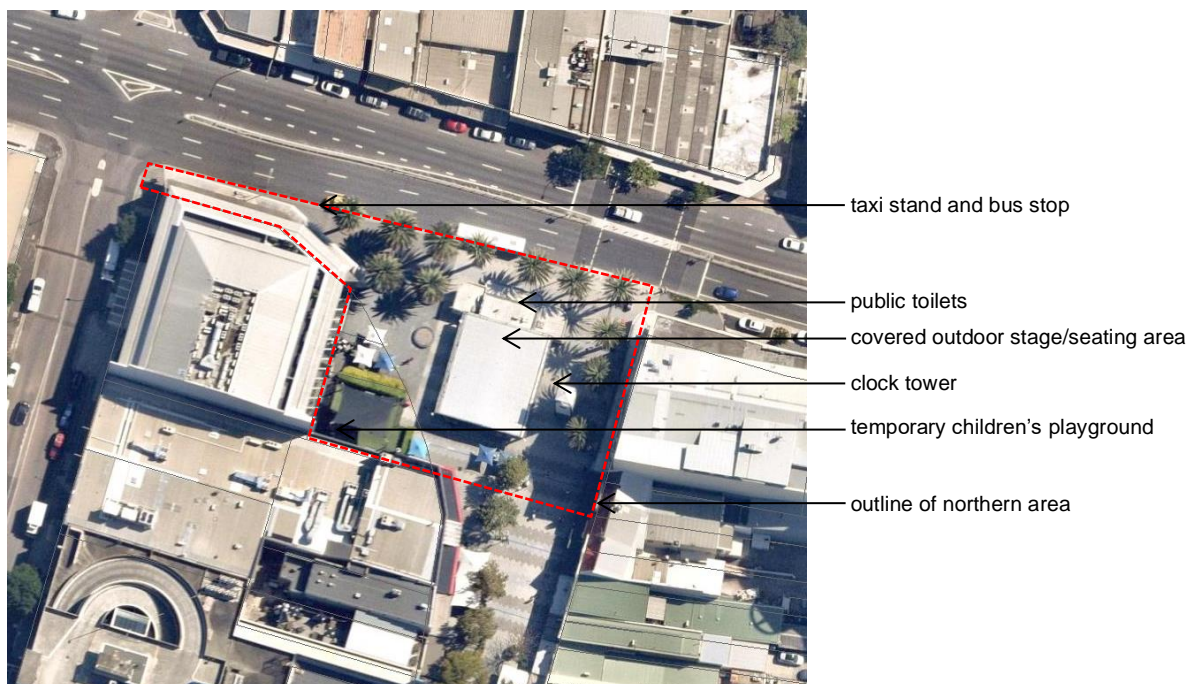 taxi stand and bus stop
public toilets
covered outdoor stage/seating area
clock tower
temporary children's playground
outline of northern area